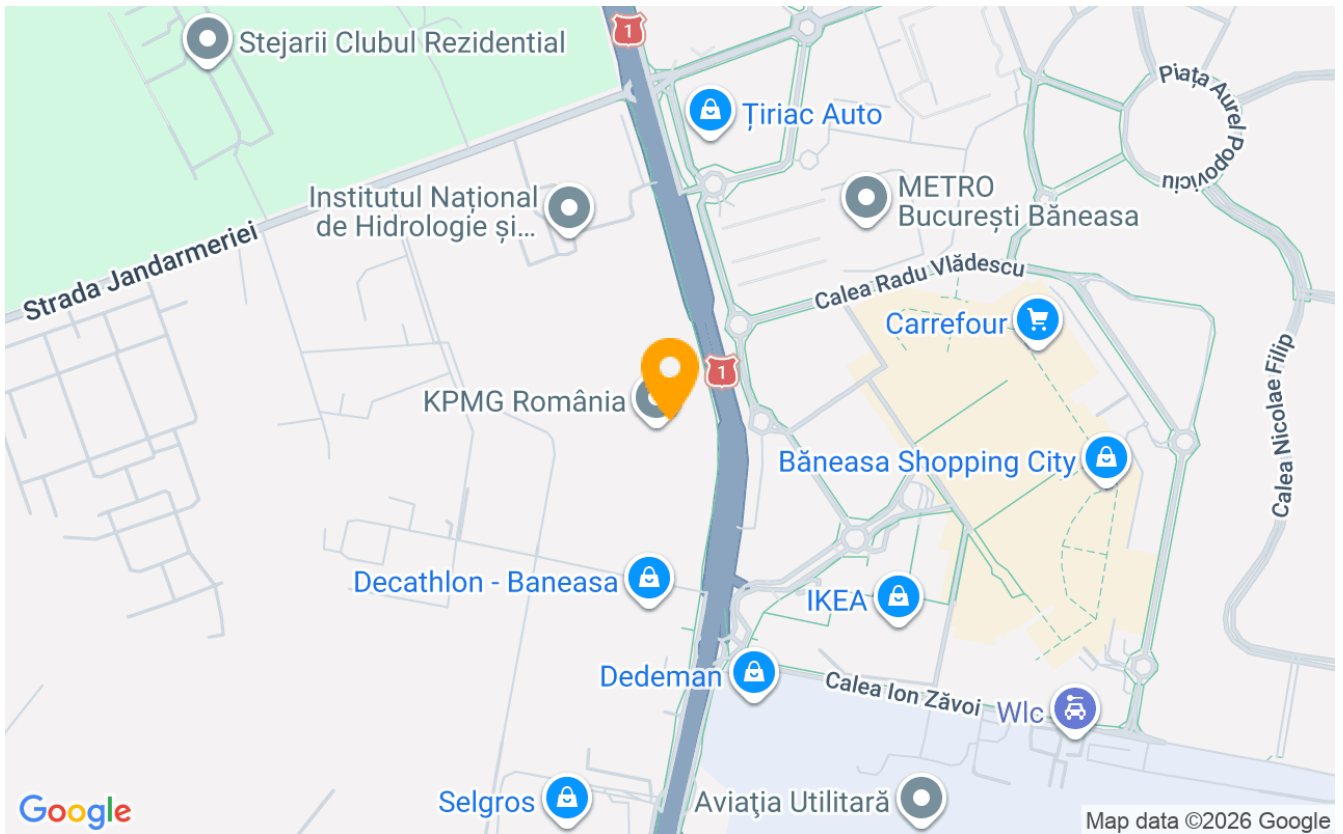 1
Stejarii Clubul Rezidential
Țiriac Auto
Piața Aurel Popoviciu
Institutul Național
de Hidrologie și...
METRO
București Băneasa
Strada Jandarmeriei
Calea Radu Vlădescu
Carrefour
Calea Nicolae Filip
1
KPMG România
Băneasa Shopping City
Decathlon - Baneasa
IKEA
Dedeman
Calea Ion Zăvoi
Wlc
Selgros
Aviația Utilitară
Google
Map data ©2026 Google